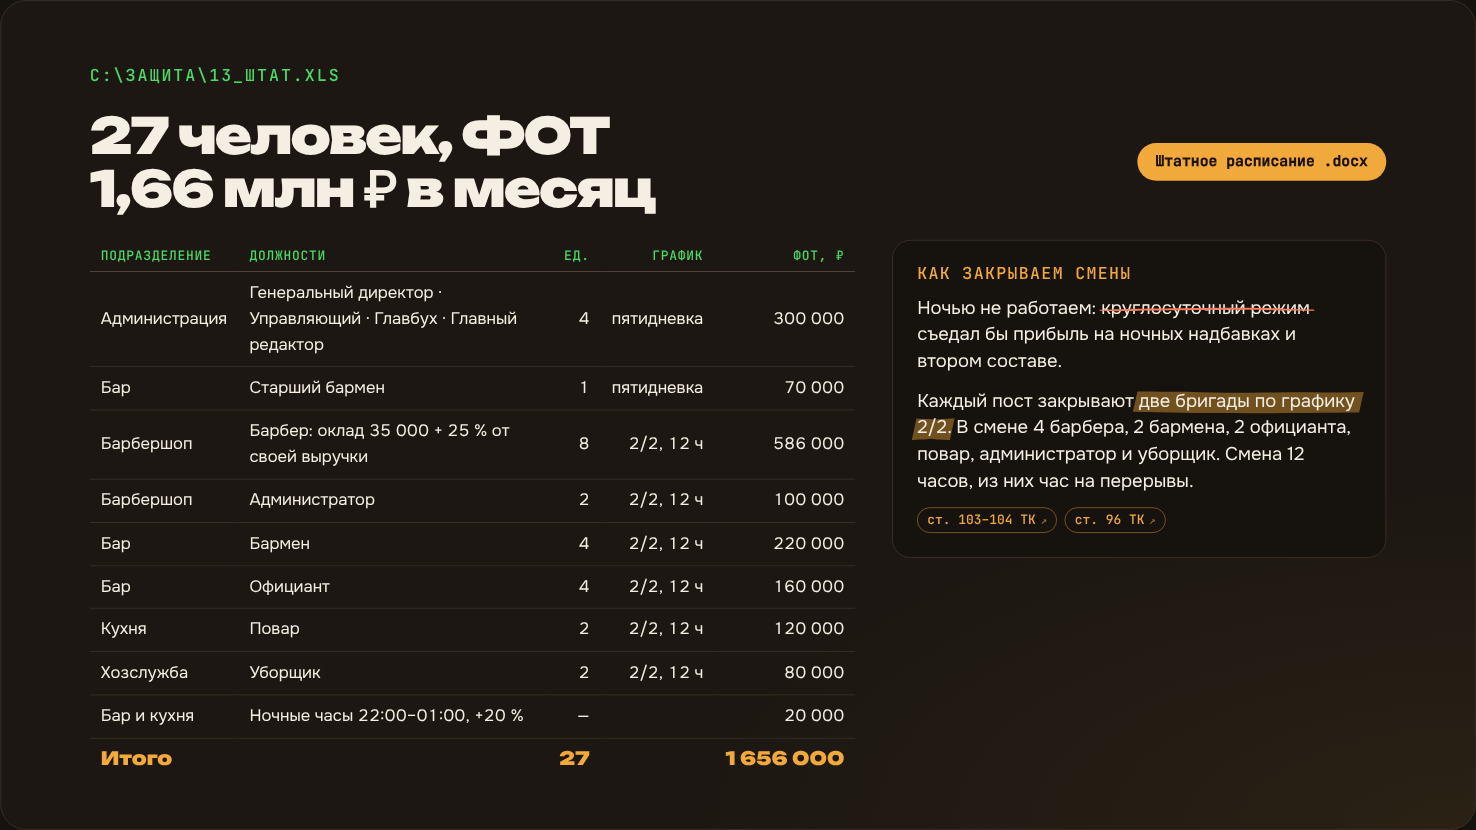 C:\ЗАЩИТА\13_ШТАТ.XLS
27 человек, ФОТ
1,66 млн ₽ в месяц
Штатное расписание .docx
ПОДРАЗДЕЛЕНИЕ ДОЛЖНОСТИ ЕД. ГРАФИК ФОТ, ₽
Генеральный директор ·
Администрация Управляющий · Главбух · Главный 4 пятидневка 300 000
редактор
Бар Старший бармен 1 пятидневка 70 000
Барбер: оклад 35 000 + 25 % от
Барбершоп 8 2/2, 12 ч 586 000
своей выручки
Барбершоп Администратор 2 2/2, 12 ч 100 000
Бар Бармен 4 2/2, 12 ч 220 000
Бар Официант 4 2/2, 12 ч 160 000
Кухня Повар 2 2/2, 12 ч 120 000
Хозслужба Уборщик 2 2/2, 12 ч 80 000
Бар и кухня Ночные часы 22:00–01:00, +20 % — 20 000
Итого 27 1 656 000
КАК ЗАКРЫВАЕМ СМЕНЫ
Ночью не работаем: круглосуточный режим
съедал бы прибыль на ночных надбавках и
втором составе.
Каждый пост закрывают две бригады по графику
2/2. В смене 4 барбера, 2 бармена, 2 официанта,
повар, администратор и уборщик. Смена 12
часов, из них час на перерывы.
ст. 103–104 ТК ↗ ст. 96 ТК ↗